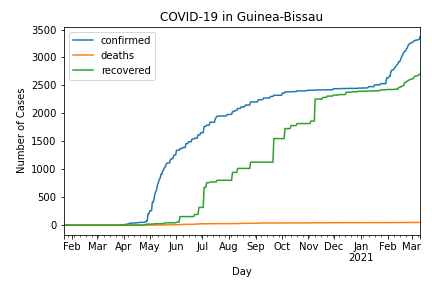 COVID-19 in Guinea-Bissau
confirmed
deaths
recovered
Number of Cases
3500
3000
2500
2000
1500
1000
500
0
Feb Mar Apr May Jun Jul Aug Sep Oct Nov Dec Jan Feb Mar
2021
Day